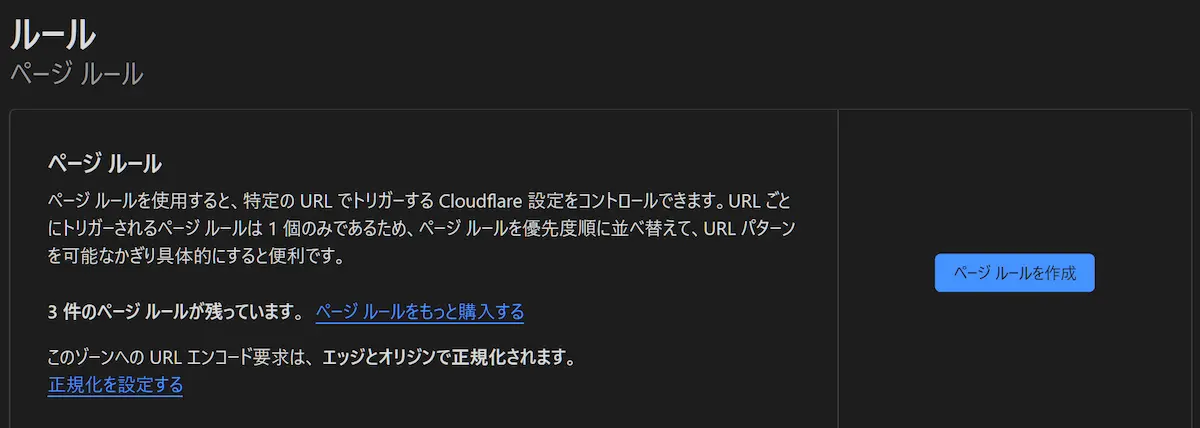 ルール
ページ ルール
ページ ルール
ページ ルールを使用すると、特定の URL でトリガーする Cloudflare 設定をコントロールできます。URL ごと
にトリガーされるページ ルールは 1 個のみであるため、ページ ルールを優先度順に並べ替えて、URL パターン
を可能なかぎり具体的にすると便利です。
3 件のページ ルールが残っています。 ページ ルールをもっと購入する
このゾーンへの URL エンコード要求は、エッジとオリジンで正規化されます。
正規化を設定する
ページ ルールを作成